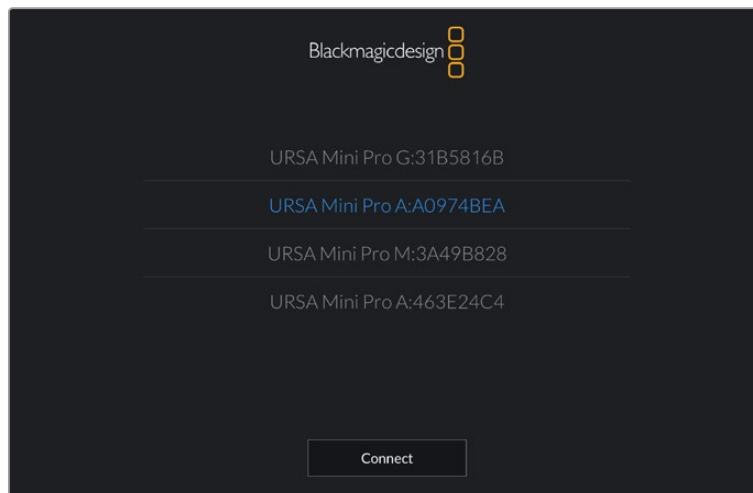 Blackmagicdesign
URSA Mini Pro G:31B5816B
URSA Mini Pro A:A0974BEA
URSA Mini Pro M:3A49B828
URSA Mini Pro A:463E24C4
Connect